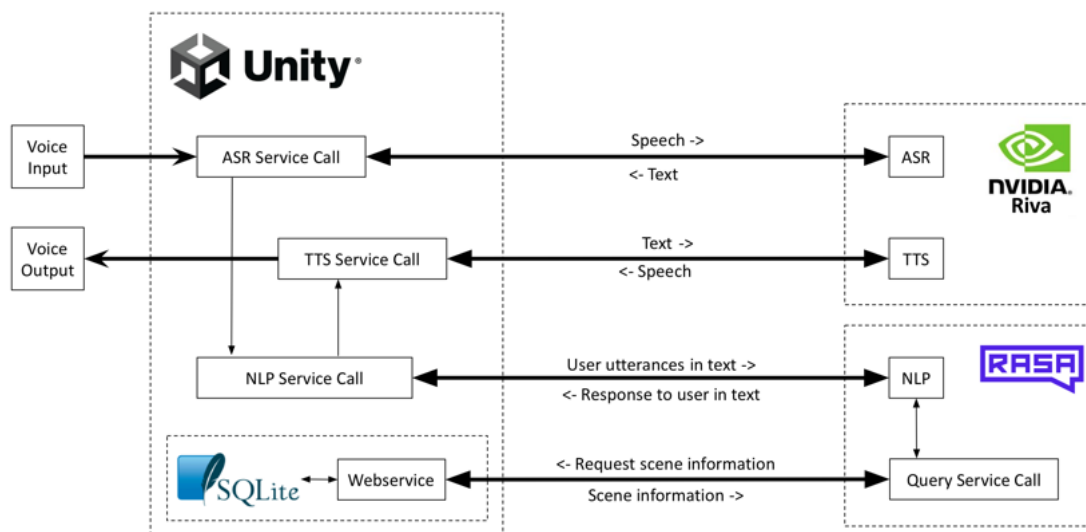 Unity®
Voice
Input
ASR Service Call
Speech ->
<- Text
ASR
NVIDIA.
Riva
Voice
Output
TTS Service Call
Text ->
<- Speech
TTS
NLP Service Call
User utterances in text ->
<- Response to user in text
NLP
RASA
SQLite
Webservice
<- Request scene information
Scene information ->
Query Service Call